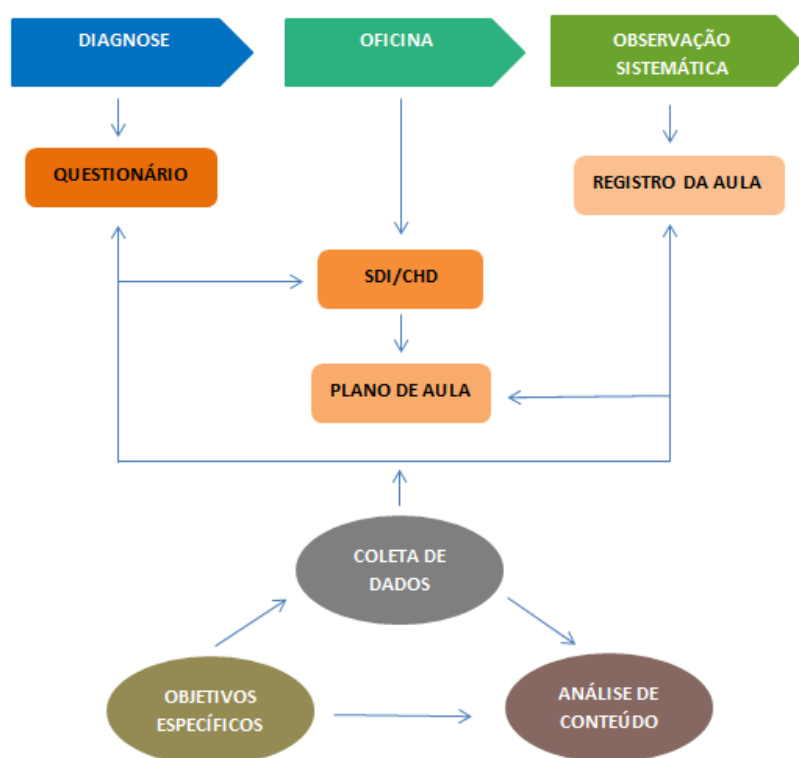 DIAGNOSE
OFICINA
OBSERVAÇÃO
SISTEMÁTICA
QUESTIONÁRIO
REGISTRO DA AULA
SDI/CHD
PLANO DE AULA
COLETA DE
DADOS
OBJETIVOS
ESPECÍFICOS
ANÁLISE DE
CONTEÚDO